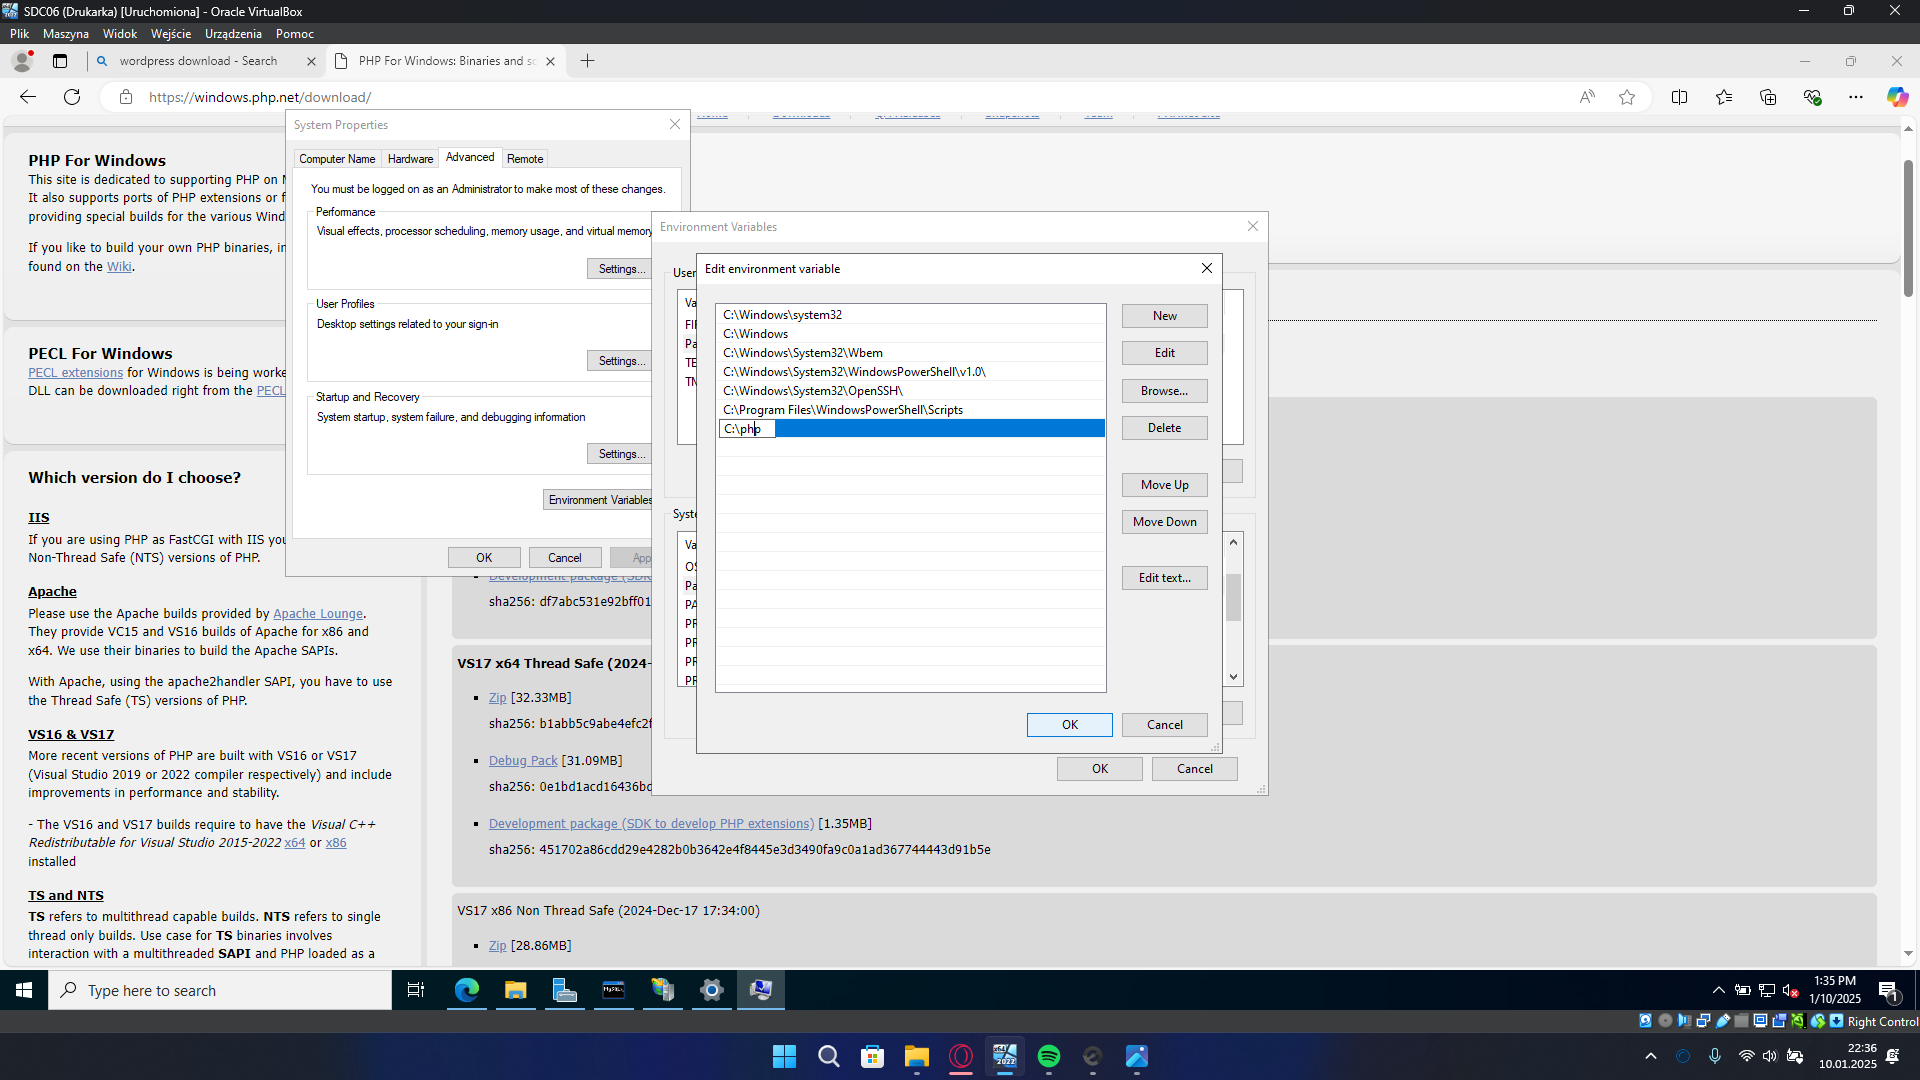 SDC06 (Drukarka) [Uruchomiona] - Oracle VirtualBox
Plik Maszyna Widok Wejście Urządzenia Pomoc
wordpress download - Search
PHP For Windows: Binaries and sc
https://windows.php.net/download/
PHP For Windows
This site is dedicated to supporting PHP on M
It also supports ports of PHP extensions or f
providing special builds for the various Wind
If you like to build your own PHP binaries, in
found on the Wiki.
PECL For Windows
PECL extensions for Windows is being worke
DLL can be downloaded right from the PECL
Which version do I choose?
IIS
If you are using PHP as FastCGI with IIS you
Non-Thread Safe (NTS) versions of PHP.
Apache
Please use the Apache builds provided by Apache Lounge.
They provide VC15 and VS16 builds of Apache for x86 and
x64. We use their binaries to build the Apache SAPIs.
With Apache, using the apache2handler SAPI, you have to use
the Thread Safe (TS) versions of PHP.
VS16 & VS17
More recent versions of PHP are built with VS16 or VS17
(Visual Studio 2019 or 2022 compiler respectively) and include
improvements in performance and stability.
- The VS16 and VS17 builds require to have the Visual C++
Redistributable for Visual Studio 2015-2022 x64 or x86
installed
TS and NTS
TS refers to multithread capable builds. NTS refers to single
thread only builds. Use case for TS binaries involves
interaction with a multithreaded SAPI and PHP loaded as a
System Properties
Computer Name Hardware Advanced Remote
You must be logged on as an Administrator to make most of these changes.
Performance
Visual effects, processor scheduling, memory usage, and virtual memory
Settings...
User Profiles
Desktop settings related to your sign-in
Settings...
Startup and Recovery
System startup, system failure, and debugging information
Settings...
Environment Variables
OK Cancel App
Environment Variables
User
Va
Pa
TE
Syste
Va
OS
Pa
PA
OK Cancel
Edit environment variable
C:\Windows\system32
C:\Windows
C:\Windows\System32\Wbem
C:\Windows\System32\WindowsPowerShell\v1.0\
C:\Windows\System32\OpenSSH\
C:\Program Files\WindowsPowerShell\Scripts
C:\php
New
Edit
Browse...
Delete
Move Up
Move Down
Edit text...
OK Cancel
sha256: df7abc531e92bff01
VS17 x64 Thread Safe (2024-
Zip [32.33MB]
sha256: b1abb5c9abe4efc2f
Debug Pack [31.09MB]
sha256: 0e1bd1acd16436bd
Development package (SDK to develop PHP extensions) [1.35MB]
sha256: 451702a86cdd29e4282b0b3642e4f8445e3d3490fa9c0a1ad367744443d91b5e
VS17 x86 Non Thread Safe (2024-Dec-17 17:34:00)
Zip [28.86MB]
Type here to search
1:35 PM
1/10/2025
1
Right Control
22:36
10.01.2025